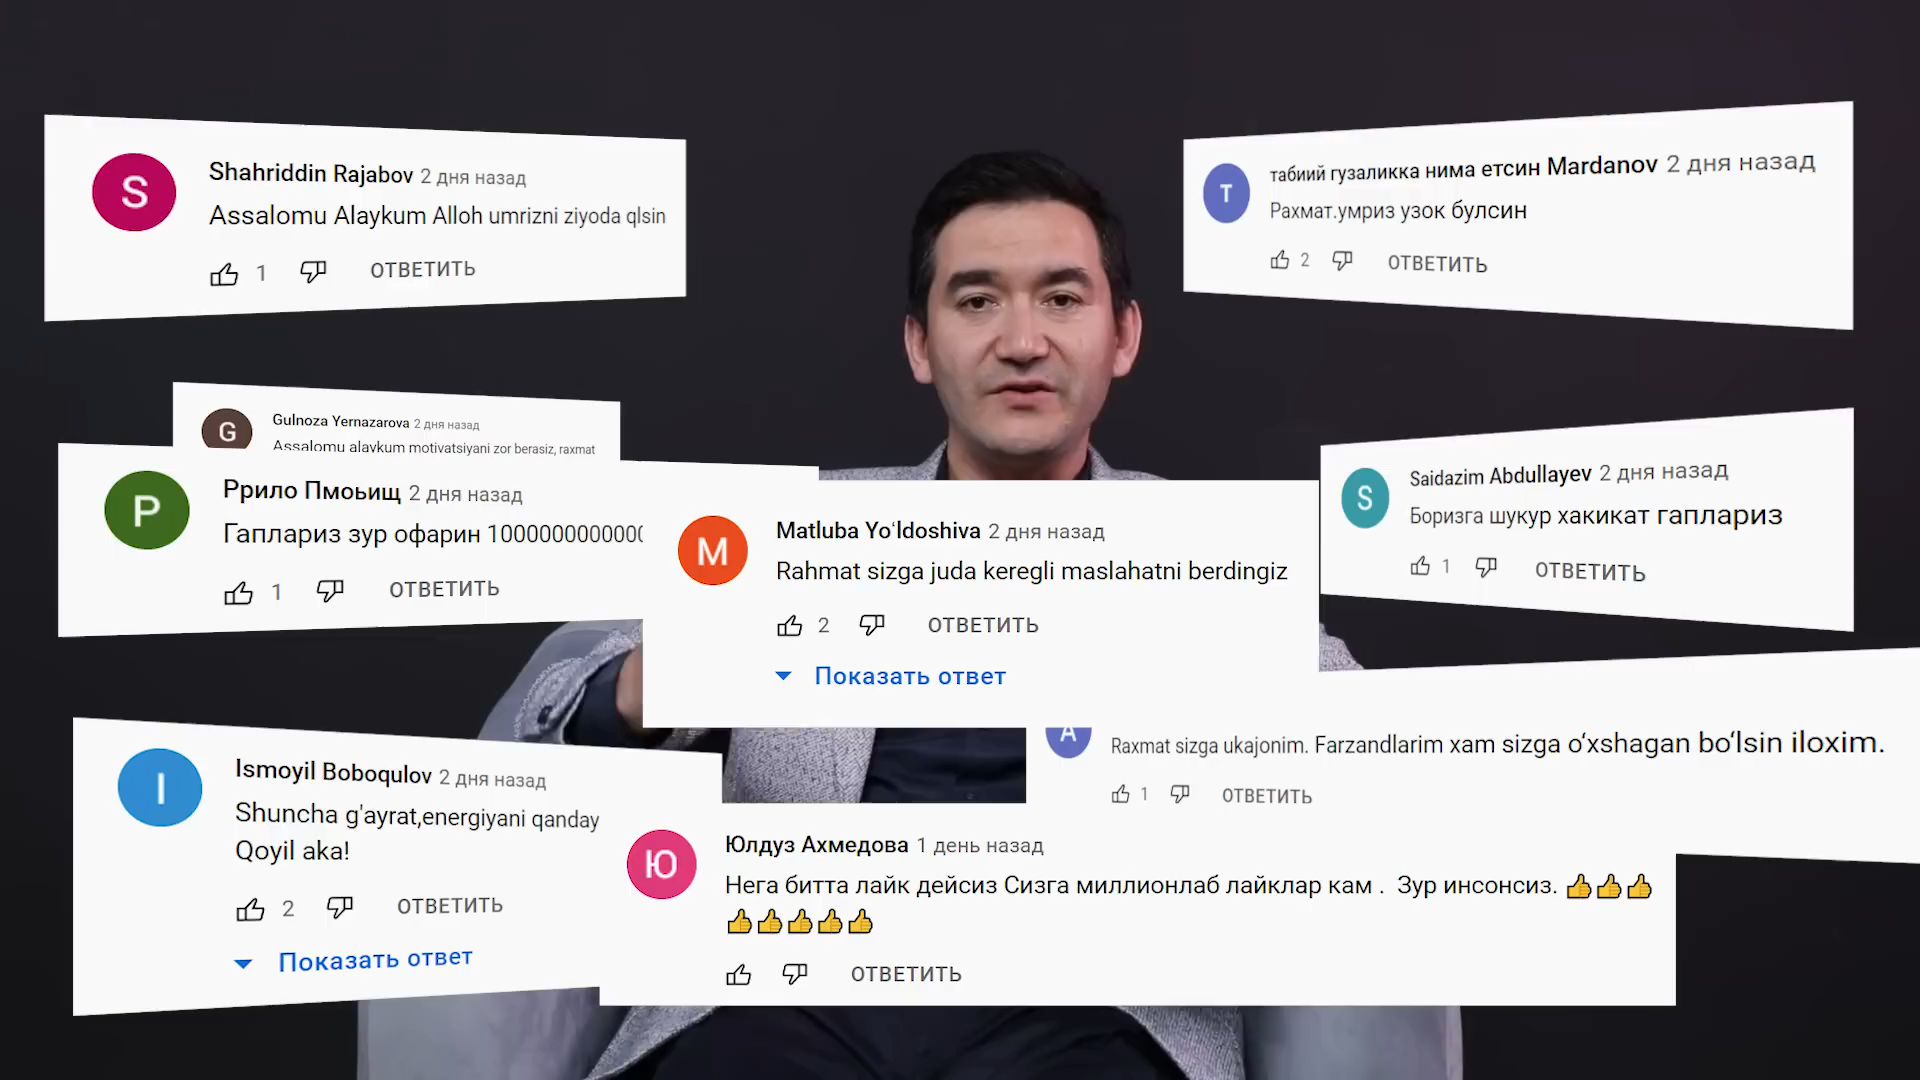 S
Shahriddin Rajabov 2 дня назад
Assalomu Alaykum Alloh umrizni ziyoda qlsin
1 ОТВЕТИТЬ
T
табиий гузаликка нима етсин Mardanov 2 дня назад
Рахмат.умриз узок булсин
2 ОТВЕТИТЬ
G
Gulnoza Yernazarova 2 дня назад
Assalomu alaykum motivatsiyani zor berasiz, raxmat
P
Ррило Пмоьищ 2 дня назад
Гаплариз зур офарин 1000000000000
1 ОТВЕТИТЬ
M
Matluba Yoʻldoshiva 2 дня назад
Rahmat sizga juda keregli maslahatni berdingiz
2 ОТВЕТИТЬ
Показать ответ
S
Saidazim Abdullayev 2 дня назад
Боризга шукур хакикат гаплариз
1 ОТВЕТИТЬ
A
Raxmat sizga ukajonim. Farzandlarim xam sizga oʻxshagan boʻlsin iloxim.
1 ОТВЕТИТЬ
I
Ismoyil Boboqulov 2 дня назад
Shuncha g'ayrat,energiyani qanday
Qoyil aka!
2 ОТВЕТИТЬ
Показать ответ
Ю
Юлдуз Ахмедова 1 день назад
Нега битта лайк дейсиз Сизга миллионлаб лайклар кам . Зур инсонсиз. 👍👍👍
👍👍👍👍👍
ОТВЕТИТЬ